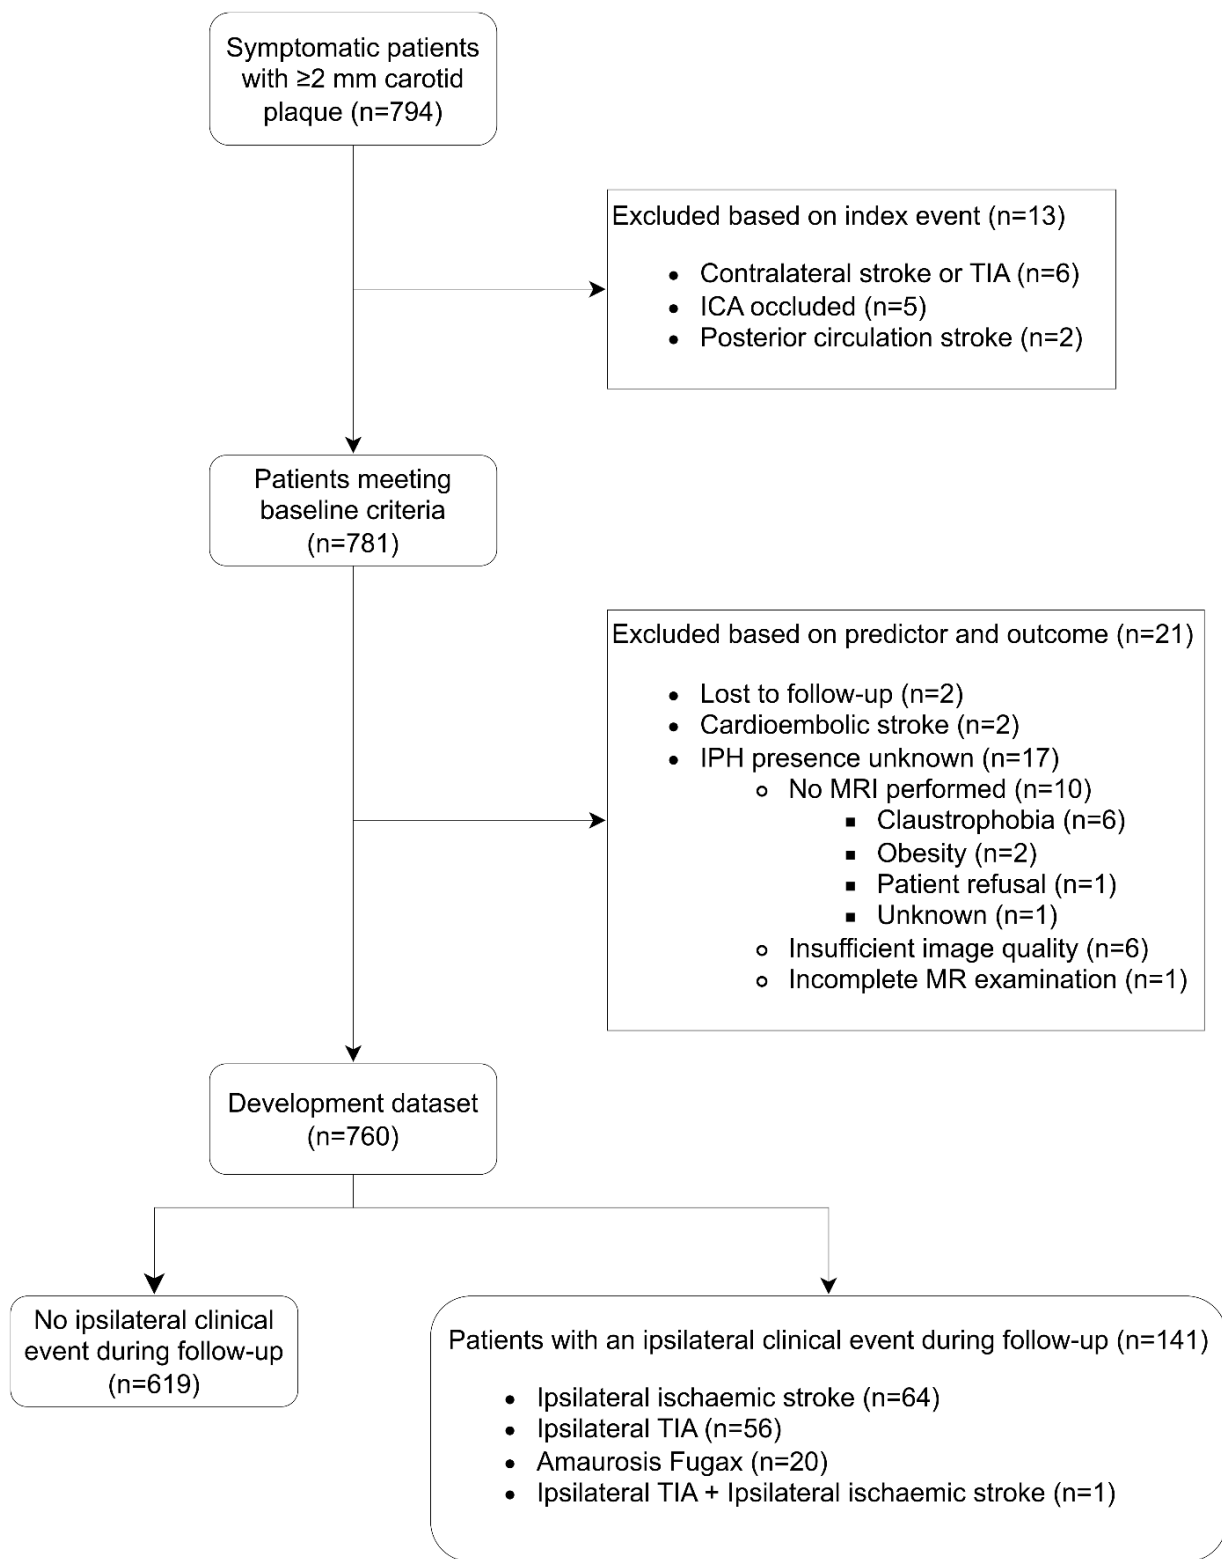 Symptomatic patients
with ≥2 mm carotid
plaque (n=794)
Excluded based on index event (n=13)
• Contralateral stroke or TIA (n=6)
• ICA occluded (n=5)
• Posterior circulation stroke (n=2)
Patients meeting
baseline criteria
(n=781)
Excluded based on predictor and outcome (n=21)
• Lost to follow-up (n=2)
• Cardioembolic stroke (n=2)
• IPH presence unknown (n=17)
○ No MRI performed (n=10)
▪ Claustrophobia (n=6)
▪ Obesity (n=2)
▪ Patient refusal (n=1)
▪ Unknown (n=1)
○ Insufficient image quality (n=6)
○ Incomplete MR examination (n=1)
Development dataset
(n=760)
No ipsilateral clinical
event during follow-up
(n=619)
Patients with an ipsilateral clinical event during follow-up (n=141)
• Ipsilateral ischaemic stroke (n=64)
• Ipsilateral TIA (n=56)
• Amaurosis Fugax (n=20)
• Ipsilateral TIA + Ipsilateral ischaemic stroke (n=1)